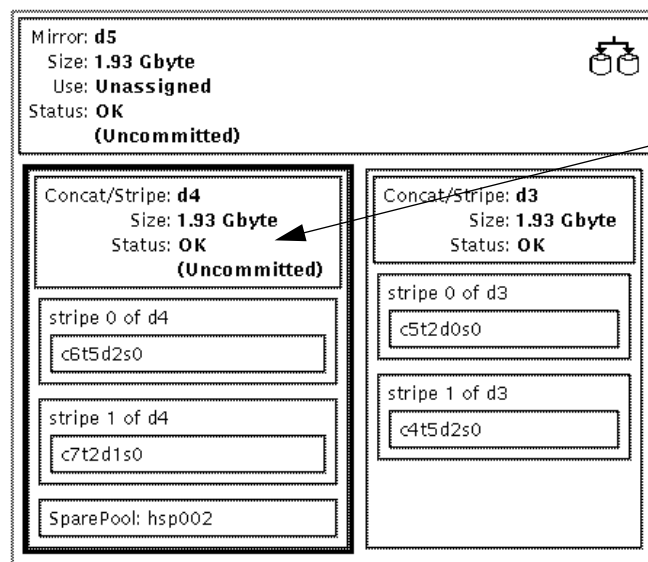 Mirror: d5
Size: 1.93 Gbyte
Use: Unassigned
Status: OK
(Uncommitted)
Concat/Stripe: d4
Size: 1.93 Gbyte
Status: OK
(Uncommitted)
stripe 0 of d4
c6t5d2s0
stripe 1 of d4
c7t2d1s0
SparePool: hsp002
Concat/Stripe: d3
Size: 1.93 Gbyte
Status: OK
stripe 0 of d3
c5t2d0s0
stripe 1 of d3
c4t5d2s0